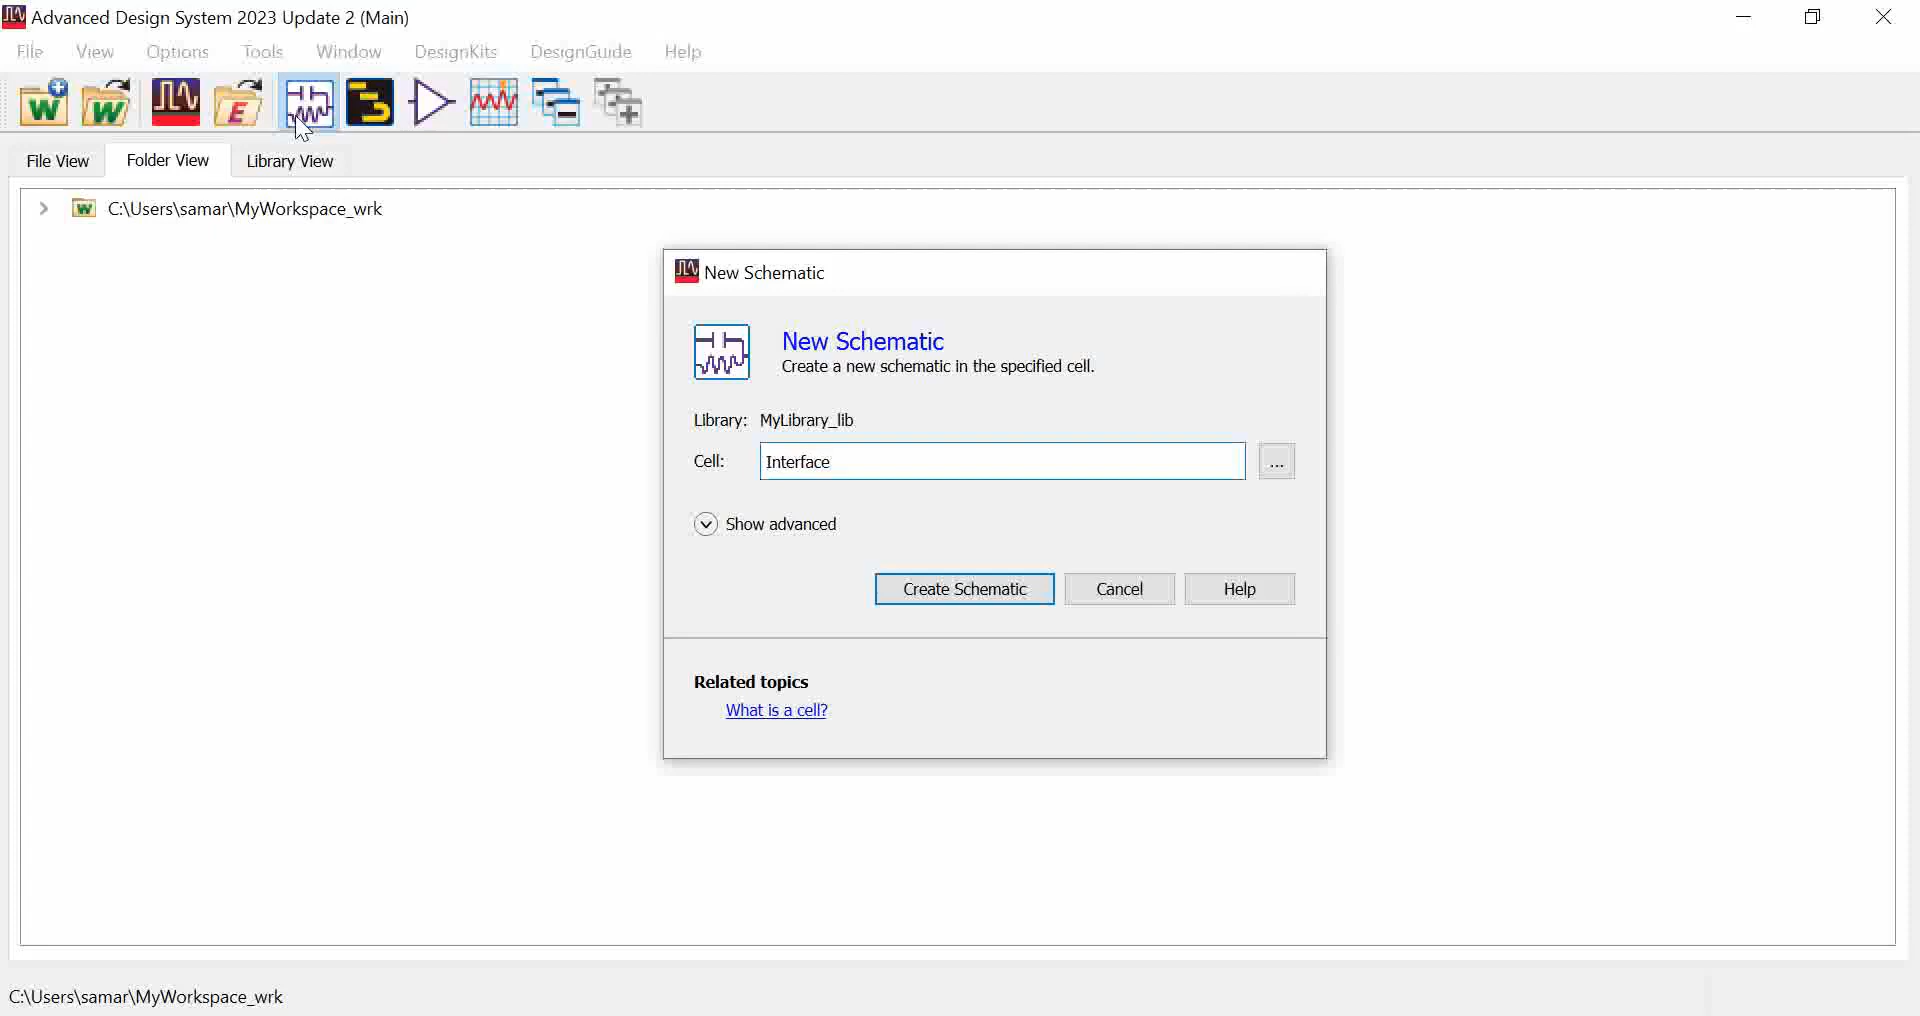 Advanced Design System 2023 Update 2 (Main)
File View Options Tools Window DesignKits DesignGuide Help
File View Folder View Library View
C:\Users\samar\MyWorkspace_wrk
New Schematic
New Schematic
Create a new schematic in the specified cell.
Library: MyLibrary_lib
Cell: Interface ...
Show advanced
Create Schematic Cancel Help
Related topics
What is a cell?
C:\Users\samar\MyWorkspace_wrk